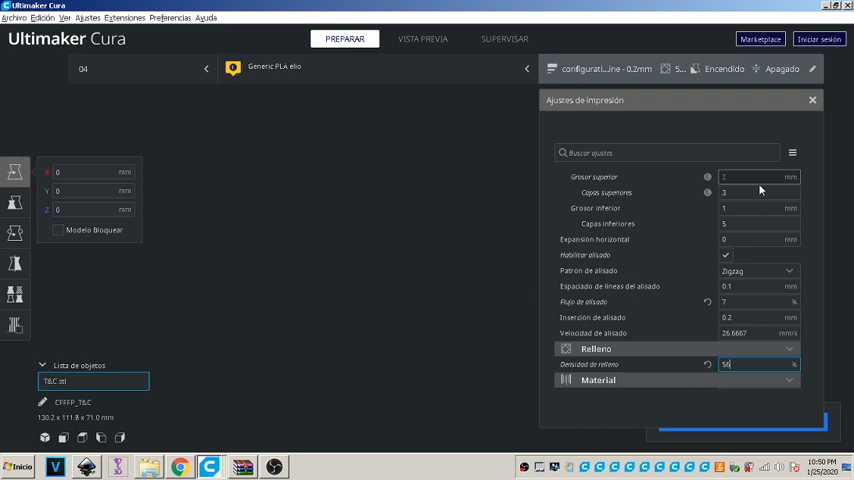 Ultimaker Cura
Archivo Edición Ver Ajustes Extensiones Preferencias Ayuda
Ultimaker Cura
PREPARAR
VISTA PREVIA
SUPERVISAR
Marketplace
Iniciar sesión
04
Generic PLA elio
configurati...ine - 0.2mm
5...
Encendido
Apagado
Ajustes de impresión
Buscar ajustes
X 0 mm
Y 0 mm
Z 0 mm
Modelo Bloquear
Grosor superior 2 mm
Capas superiores 3
Grosor inferior 1 mm
Capas inferiores 5
Expansión horizontal 0 mm
Habilitar alisado
Patrón de alisado Zigzag
Espaciado de líneas del alisado 0.1 mm
Flujo de alisado 7 %
Inserción de alisado 0.2 mm
Velocidad de alisado 26.6667 mm/s
Relleno
Densidad de relleno 56 %
Material
Lista de objetos
T&C.stl
CFFFP_T&C
130.2 x 111.8 x 71.0 mm
Inicio
10:50 PM
1/25/2020